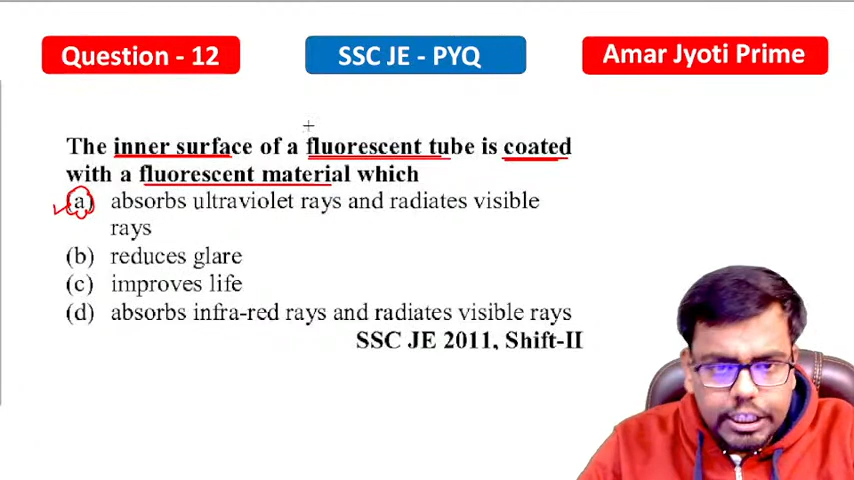 Question - 12
SSC JE - PYQ
Amar Jyoti Prime
The inner surface of a fluorescent tube is coated
with a fluorescent material which
(a) absorbs ultraviolet rays and radiates visible
rays
(b) reduces glare
(c) improves life
(d) absorbs infra-red rays and radiates visible rays
SSC JE 2011, Shift-II